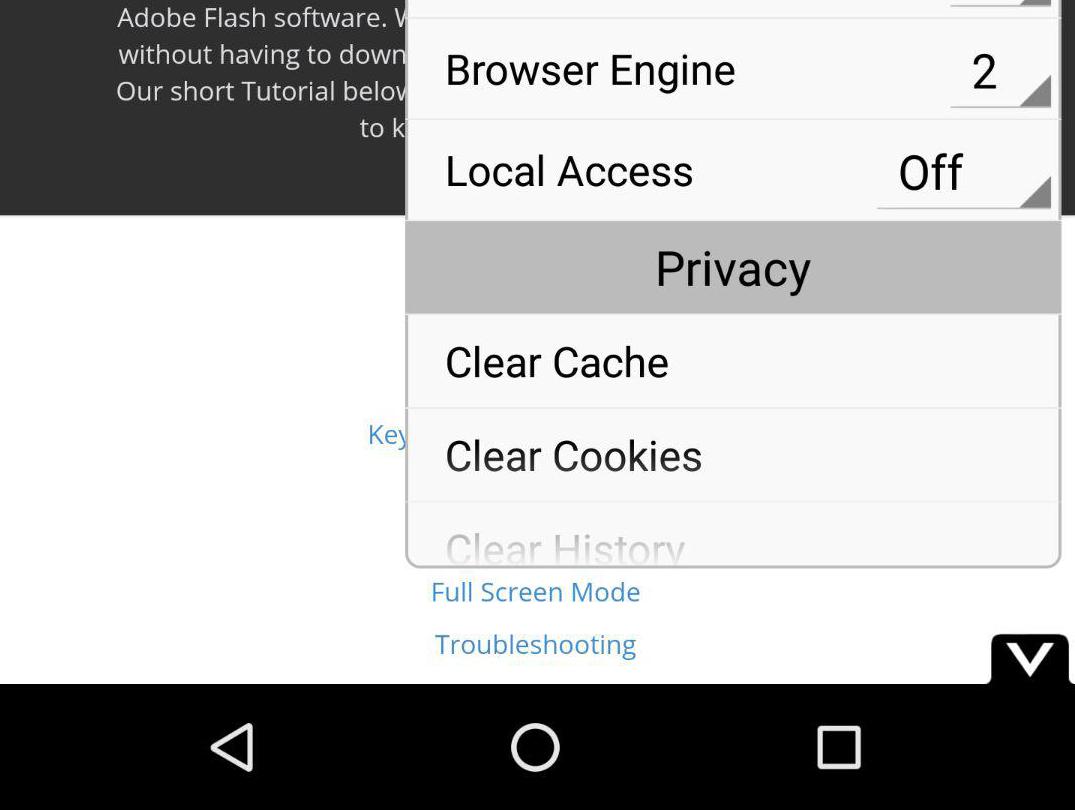 Adobe Flash software.
without having to down
Our short Tutorial below
to k
Browser Engine 2
Local Access Off
Privacy
Clear Cache
Key
Clear Cookies
Clear History
Full Screen Mode
Troubleshooting